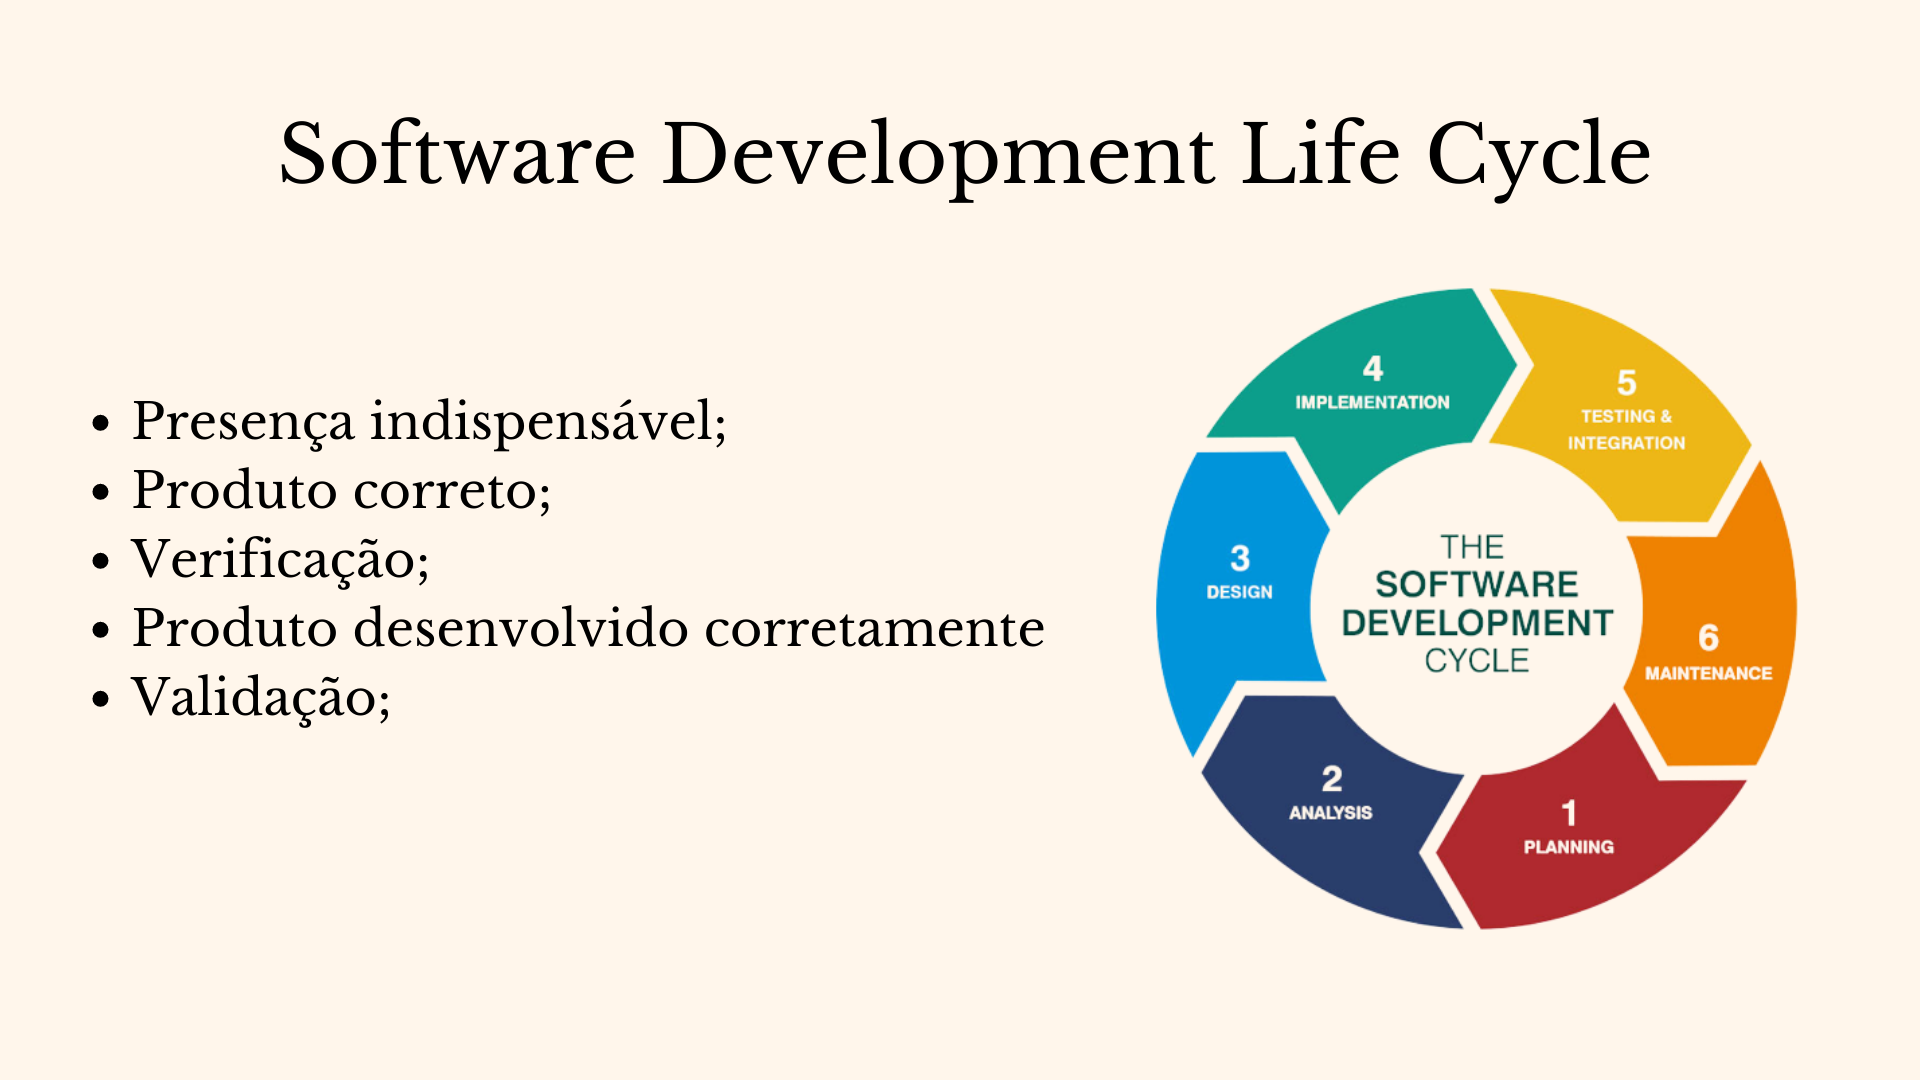 Software Development Life Cycle
• Presença indispensável;
• Produto correto;
• Verificação;
• Produto desenvolvido corretamente
• Validação;
4
IMPLEMENTATION
5
TESTING &
INTEGRATION
3
DESIGN
THE
SOFTWARE
DEVELOPMENT
CYCLE
6
MAINTENANCE
2
ANALYSIS
1
PLANNING